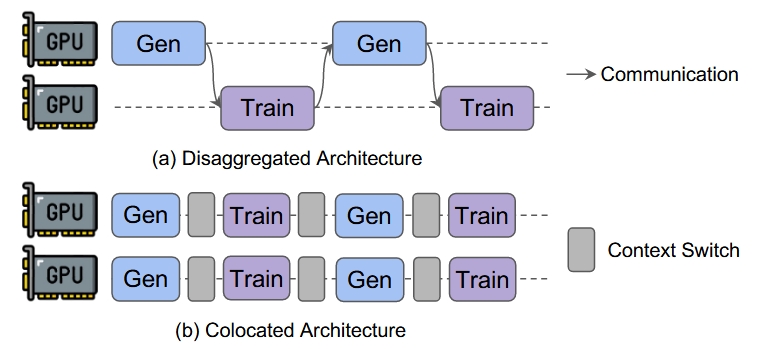 GPU Gen Gen
GPU Train Train
Communication
(a) Disaggregated Architecture
GPU Gen Train Gen Train
GPU Gen Train Gen Train
Context Switch
(b) Colocated Architecture